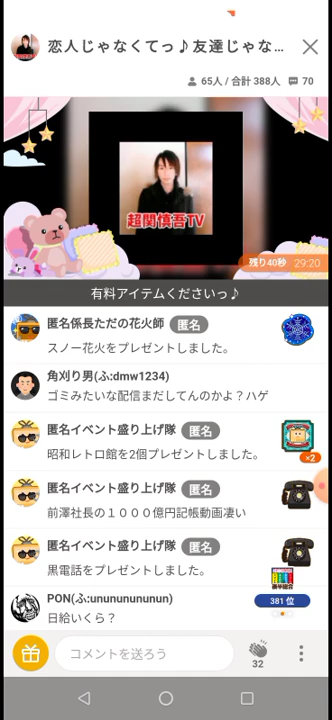 恋人じゃなくてっ♪友達じゃな...
65人 / 合計 388人 70
超関慎吾TV
残り40秒 29:20
有料アイテムくださいっ♪
匿名係長ただの花火師 匿名
スノー花火をプレゼントしました。
角刈り男(ふ:dmw1234)
ゴミみたいな配信まだしてんのかよ？ハゲ
匿名イベント盛り上げ隊 匿名
昭和レトロ館を2個プレゼントしました。
×2
匿名イベント盛り上げ隊 匿名
前澤社長の１０００億円記帳動画凄い
匿名イベント盛り上げ隊 匿名
黒電話をプレゼントしました。
PON(ふ:unununununun)
381 位
日給いくら？
コメントを送ろう
32